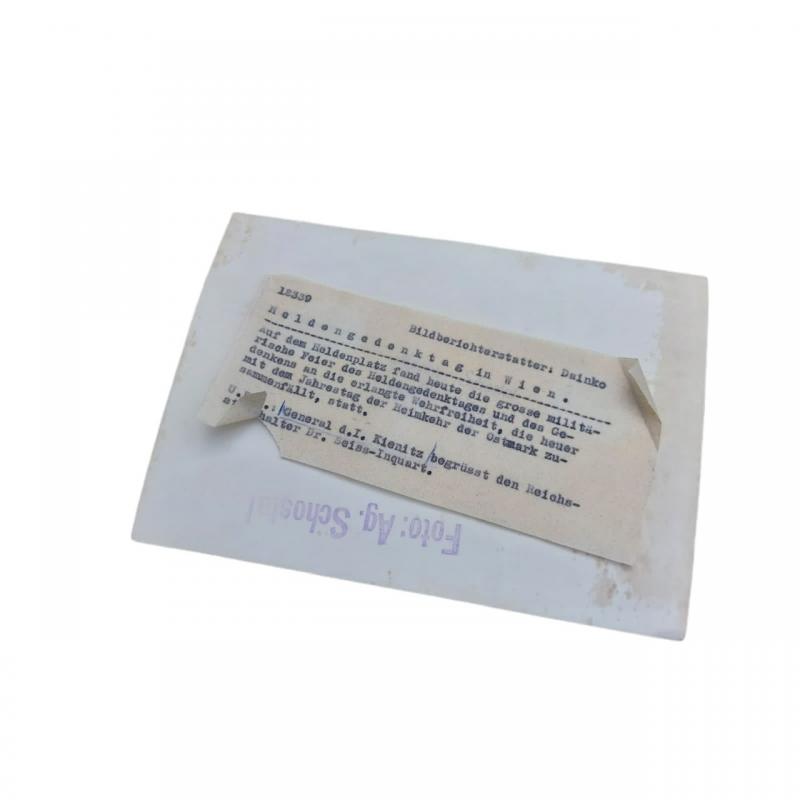 12339
Bildberichterstatter: Dainko
Heldengedenktag in Wien.
Auf dem Heldenplatz fand heute die grosse militä-
rische Feier des Heldengedenktages und des Ge-
denkens an die erlangte Wehrfreiheit, die heuer
mit dem Jahrestag der Heimkehr der Ostmark zu-
sammenfällt, statt.
General d.I. Kienitz begrüsst den Reichs-
halter Dr. Seiss-Inquart.
Foto: Ag. Schostal